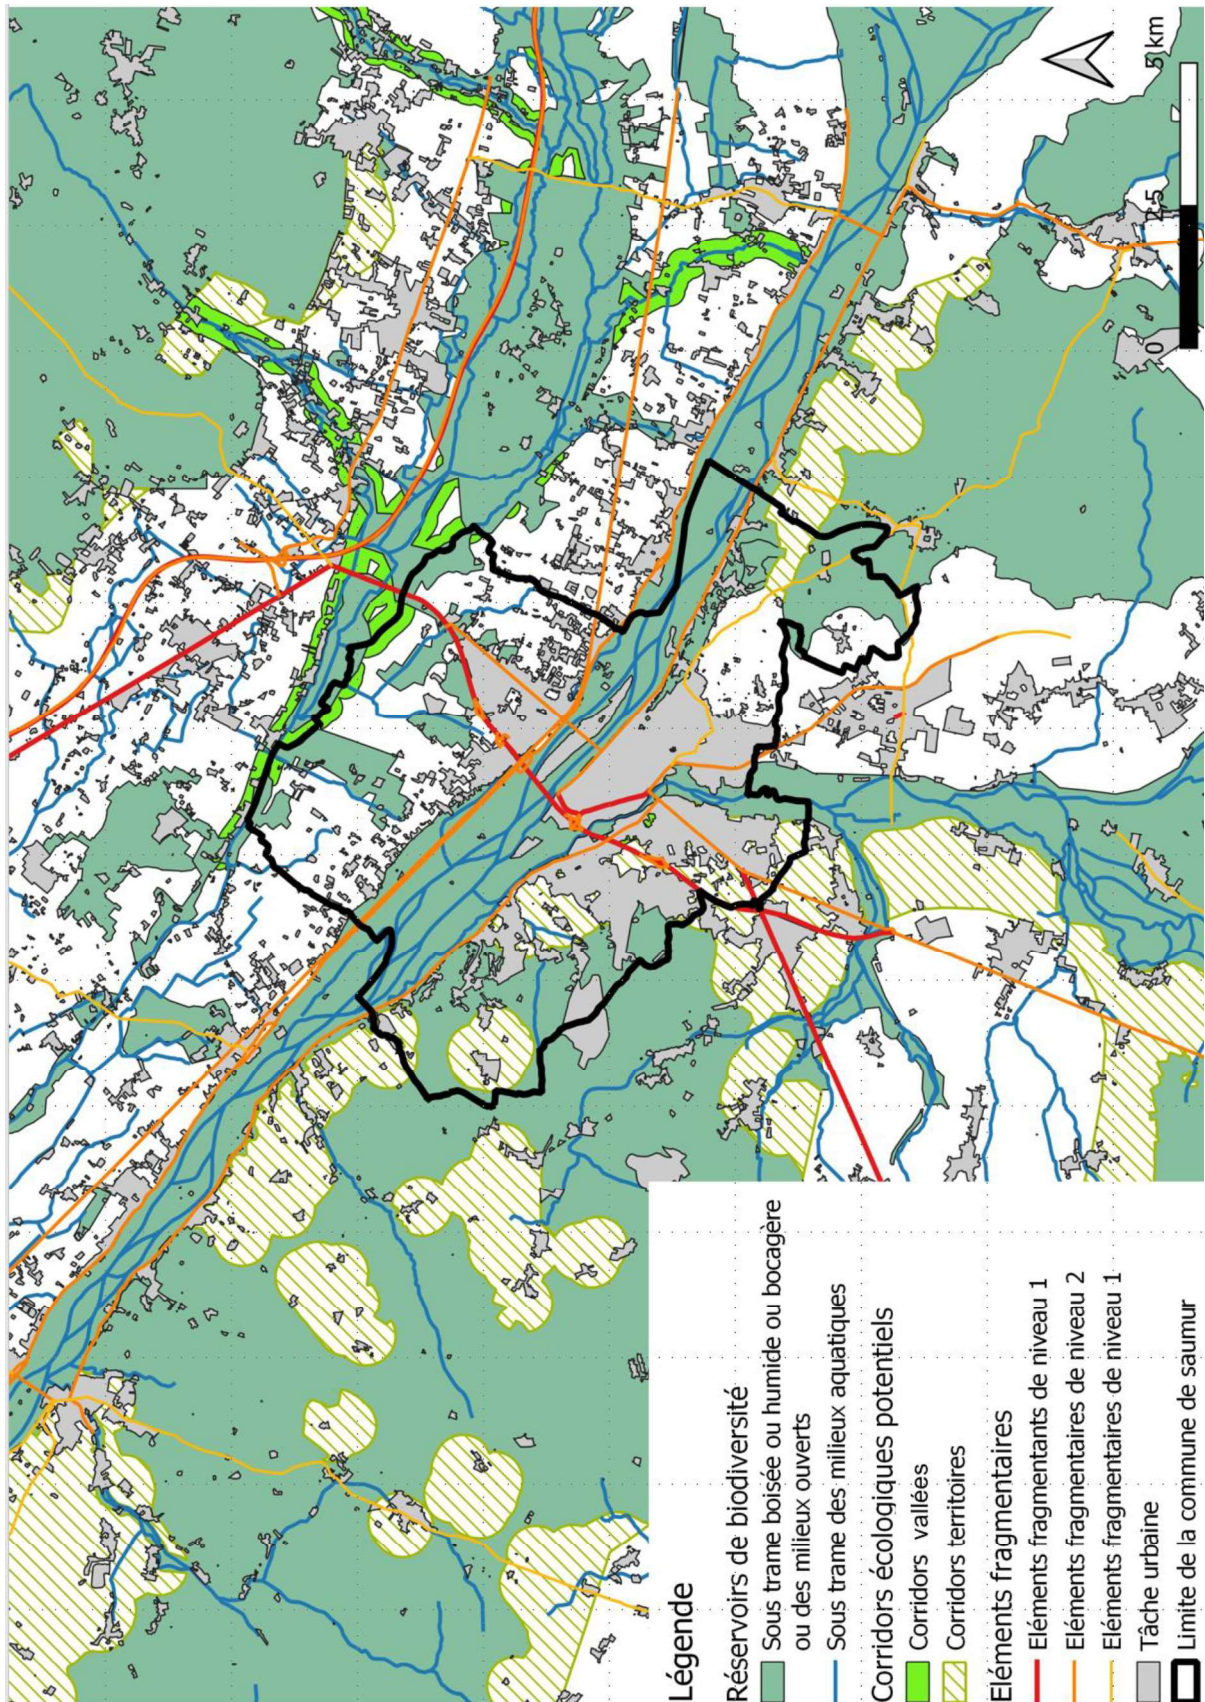 Légende
Réservoirs de biodiversité
Sous trame boisée ou humide ou bocagère
ou des milieux ouverts
Sous trame des milieux aquatiques
Corridors écologiques potentiels
Corridors vallées
Corridors territoires
Eléments fragmentaires
Eléments fragmentants de niveau 1
Eléments fragmentaires de niveau 2
Eléments fragmentaires de niveau 1
Tâche urbaine
Limite de la commune de saumur
0 2.5 5 km